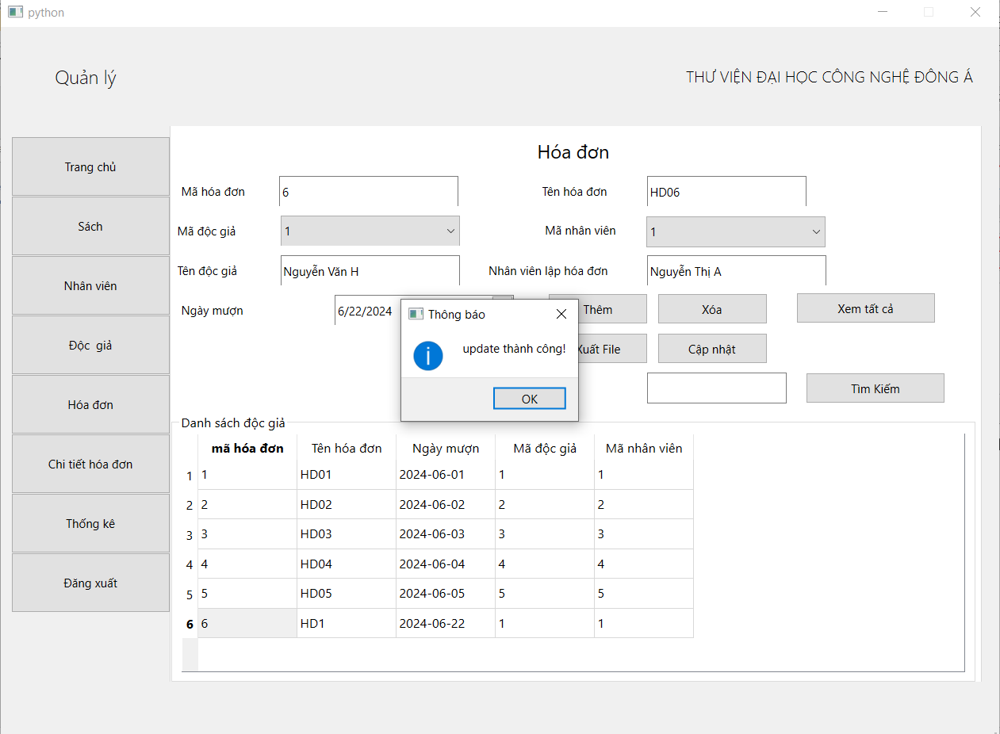 python
Quản lý
THƯ VIỆN ĐẠI HỌC CÔNG NGHỆ ĐÔNG Á
Trang chủ
Sách
Nhân viên
Độc  giả
Hóa đơn
Chi tiết hóa đơn
Thống kê
Đăng xuất
Hóa đơn
Mã hóa đơn 6 Tên hóa đơn HD06
Mã độc giả 1 Mã nhân viên 1
Tên độc giả Nguyễn Văn H Nhân viên lập hóa đơn Nguyễn Thị A
Ngày mượn 6/22/2024 Thêm Xóa Xem tất cả
Xuất File Cập nhật
Tìm Kiếm
Thông báo
update thành công!
OK
Danh sách độc giả
mã hóa đơn Tên hóa đơn Ngày mượn Mã độc giả Mã nhân viên
1 1 HD01 2024-06-01 1 1
2 2 HD02 2024-06-02 2 2
3 3 HD03 2024-06-03 3 3
4 4 HD04 2024-06-04 4 4
5 5 HD05 2024-06-05 5 5
6 6 HD1 2024-06-22 1 1